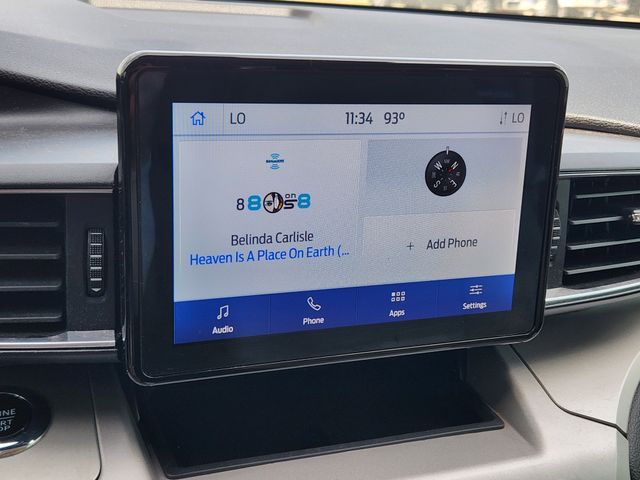 LO 11:34 93° LO
8 80s on 8
Belinda Carlisle
Heaven Is A Place On Earth (...
N
E
S
W
+ Add Phone
Audio Phone Apps Settings